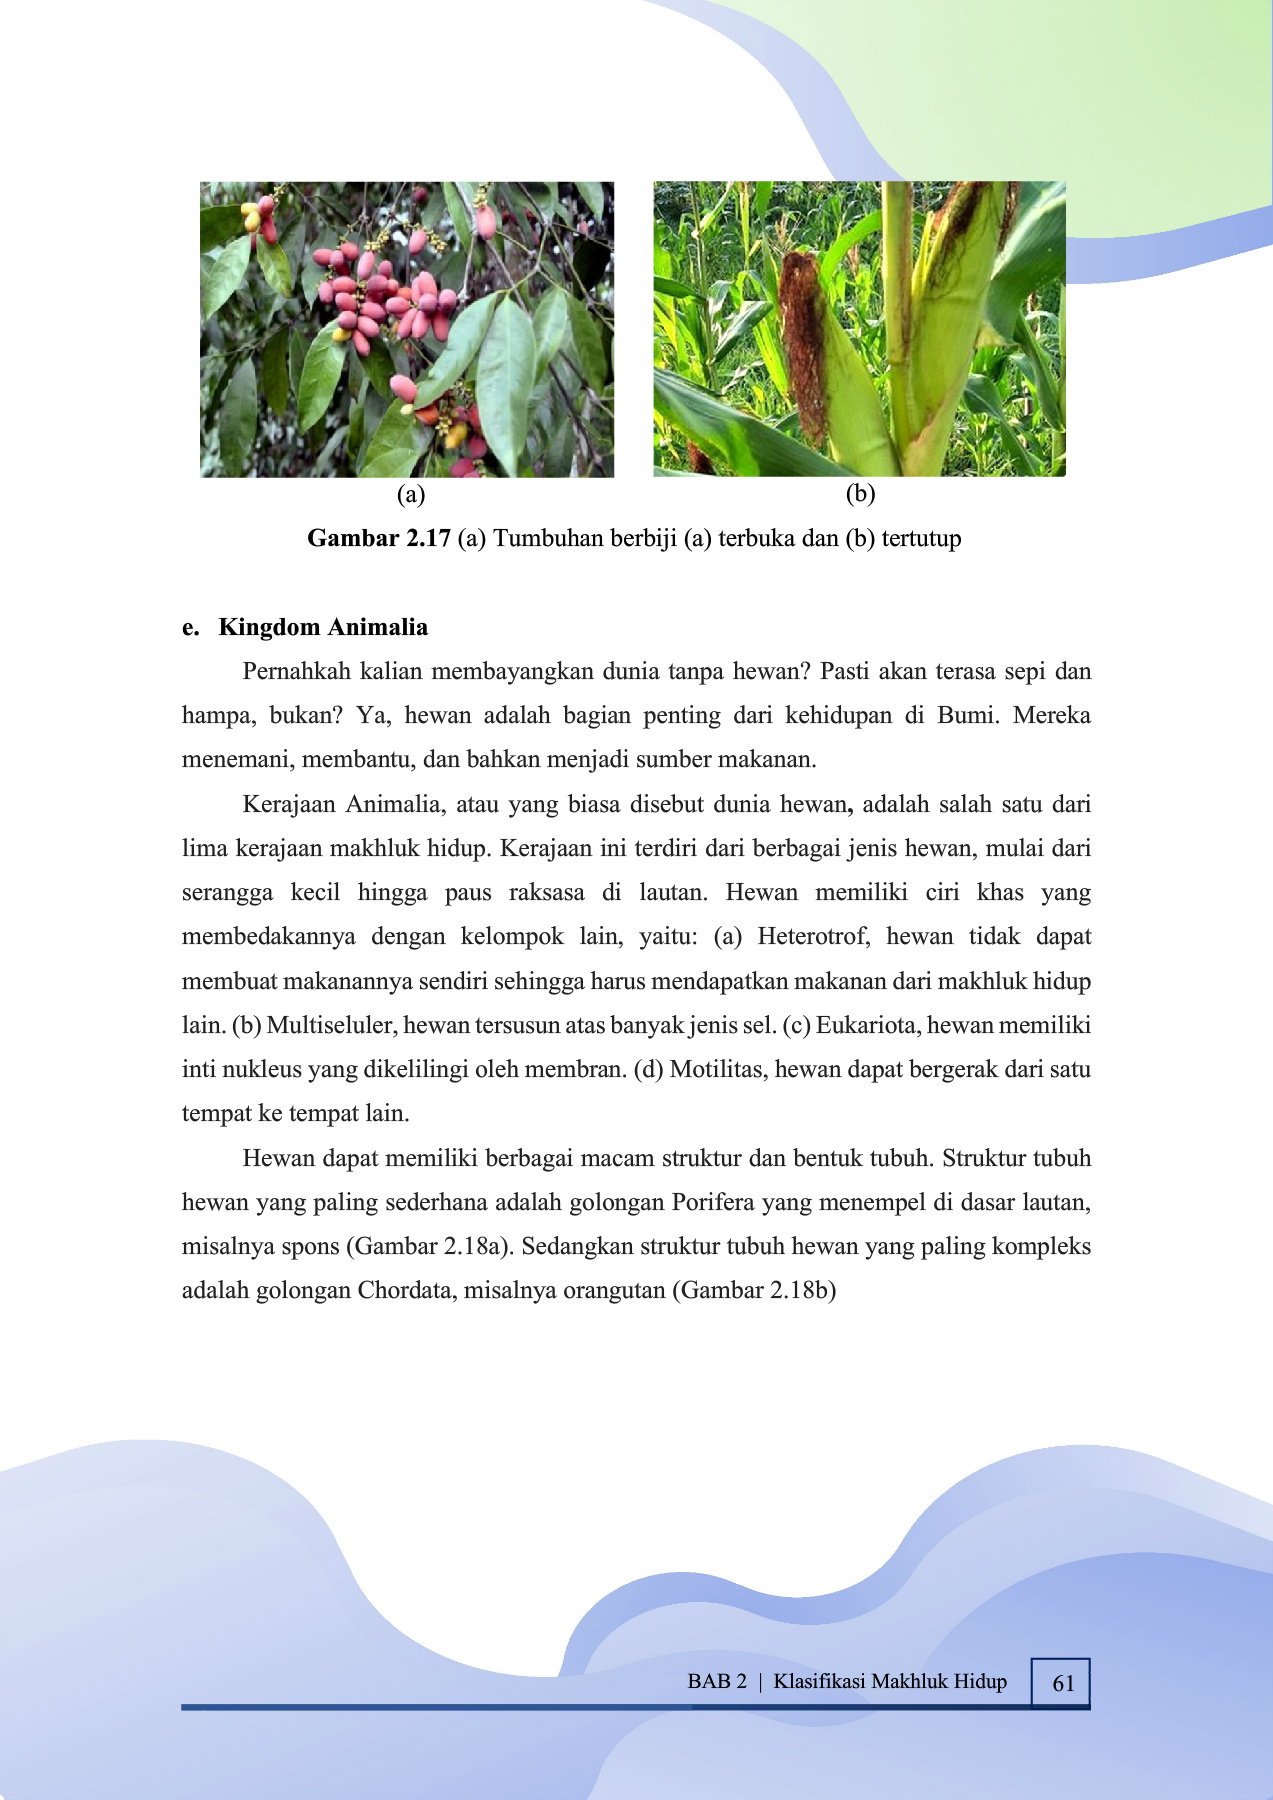 (a)
(b)
Gambar 2.17 (a) Tumbuhan berbiji (a) terbuka dan (b) tertutup
e. Kingdom Animalia
Pernahkah kalian membayangkan dunia tanpa hewan? Pasti akan terasa sepi dan
hampa, bukan? Ya, hewan adalah bagian penting dari kehidupan di Bumi. Mereka
menemani, membantu, dan bahkan menjadi sumber makanan.
Kerajaan Animalia, atau yang biasa disebut dunia hewan, adalah salah satu dari
lima kerajaan makhluk hidup. Kerajaan ini terdiri dari berbagai jenis hewan, mulai dari
serangga kecil hingga paus raksasa di lautan. Hewan memiliki ciri khas yang
membedakannya dengan kelompok lain, yaitu: (a) Heterotrof, hewan tidak dapat
membuat makanannya sendiri sehingga harus mendapatkan makanan dari makhluk hidup
lain. (b) Multiseluler, hewan tersusun atas banyak jenis sel. (c) Eukariota, hewan memiliki
inti nukleus yang dikelilingi oleh membran. (d) Motilitas, hewan dapat bergerak dari satu
tempat ke tempat lain.
Hewan dapat memiliki berbagai macam struktur dan bentuk tubuh. Struktur tubuh
hewan yang paling sederhana adalah golongan Porifera yang menempel di dasar lautan,
misalnya spons (Gambar 2.18a). Sedangkan struktur tubuh hewan yang paling kompleks
adalah golongan Chordata, misalnya orangutan (Gambar 2.18b)
BAB 2 | Klasifikasi Makhluk Hidup 61